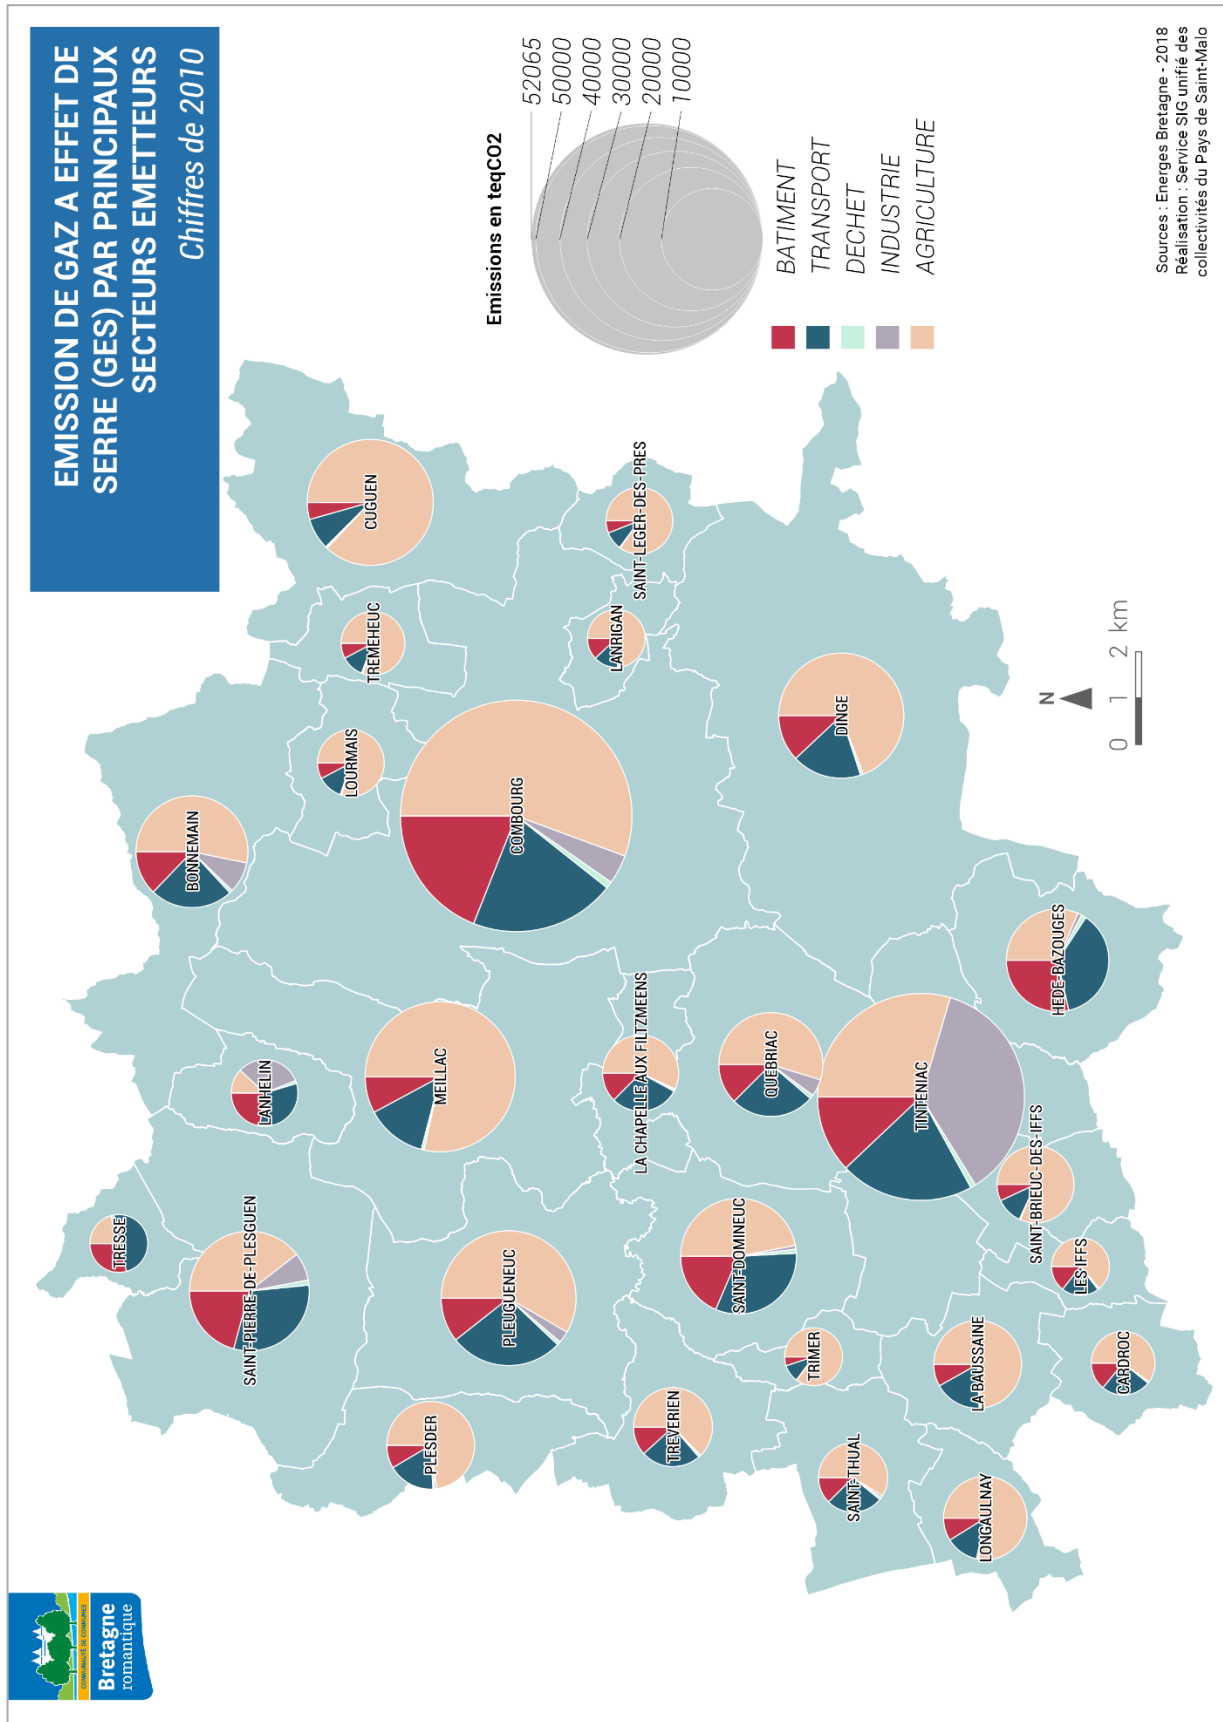 EMISSION DE GAZ A EFFET DE
SERRE (GES) PAR PRINCIPAUX
SECTEURS EMETTEURS
Chiffres de 2010
Emissions en teqCO2
52065
50000
40000
30000
20000
10000
BATIMENT
TRANSPORT
DECHET
INDUSTRIE
AGRICULTURE
TRESSE
LANHELIN
BONNEMAIN
CUGUEN
SAINT-PIERRE-DE-PLESGUEN
LOURMAIS
TREMEHEUC
PLESDER
MEILLAC
PLEUGUENEUC
COMBOURG
LANRIGAN
SAINT-LEGER-DES-PRES
LA CHAPELLE AUX FILTZMEENS
TREVERIEN
SAINT-DOMINEUC
QUEBRIAC
TRIMER
DINGE
SAINT-THUAL
TINTENIAC
LA BAUSSAINE
LONGAULNAY
SAINT-BRIEUC-DES-IFFS
HEDE-BAZOUGES
LES IFFS
CARDROC
N
0 1 2 km
COMMUNAUTÉ DE COMMUNES
Bretagne
romantique
Sources : Energes Bretagne - 2018
Réalisation : Service SIG unifié des
collectivités du Pays de Saint-Malo